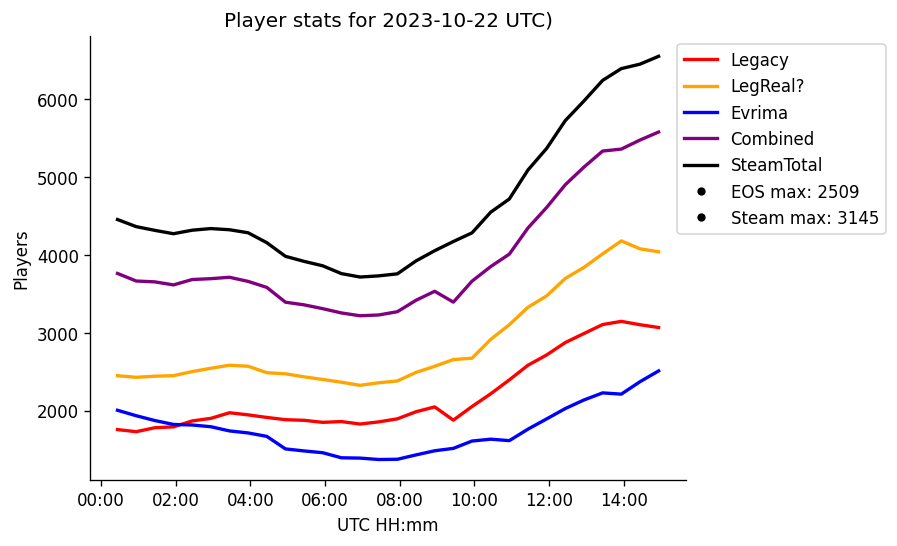 Player stats for 2023-10-22 UTC)
Legacy
LegReal?
Evrima
Combined
SteamTotal
EOS max: 2509
Steam max: 3145
Players
6000
5000
4000
3000
2000
00:00 02:00 04:00 06:00 08:00 10:00 12:00 14:00
UTC HH:mm